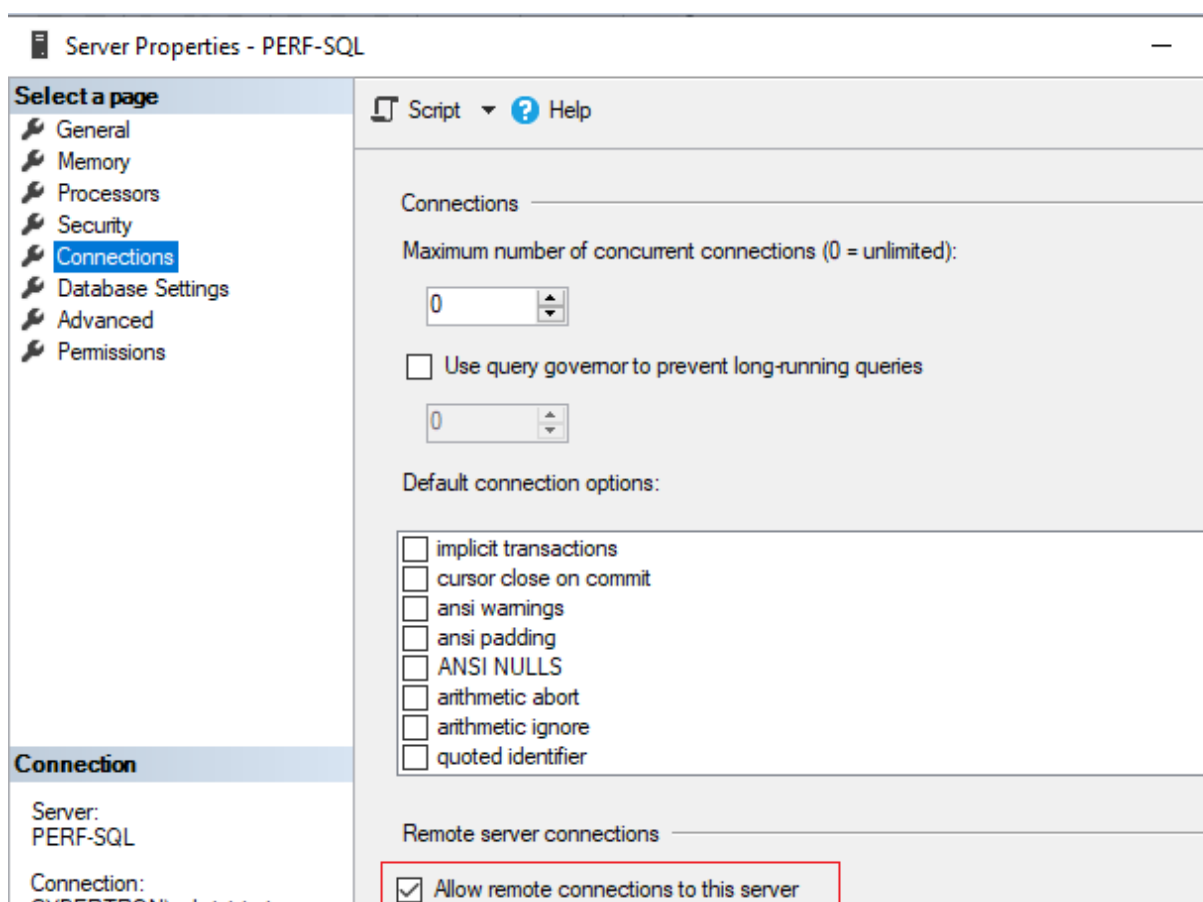 Server Properties - PERF-SQL
Select a page
General
Memory
Processors
Security
Connections
Database Settings
Advanced
Permissions
Script
Help
Connections
Maximum number of concurrent connections (0 = unlimited):
0
Use query governor to prevent long-running queries
0
Default connection options:
implicit transactions
cursor close on commit
ansi warnings
ansi padding
ANSI NULLS
arithmetic abort
arithmetic ignore
quoted identifier
Connection
Server:
PERF-SQL
Connection:
Remote server connections
Allow remote connections to this server